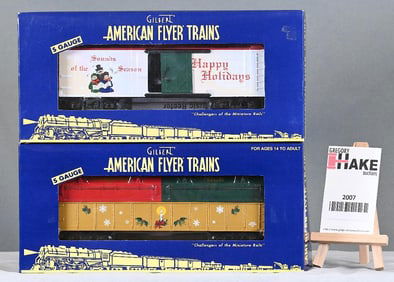 Gilbert
AMERICAN FLYER TRAINS
S GAUGE
Sounds
of the Season
Happy
Holidays
"Challengers of the Miniature Rails"
Gilbert
AMERICAN FLYER TRAINS
FOR AGES 14 TO ADULT
S GAUGE
"Challengers of the Miniature Rails"
GREGORY
HAKE
auctions
2007